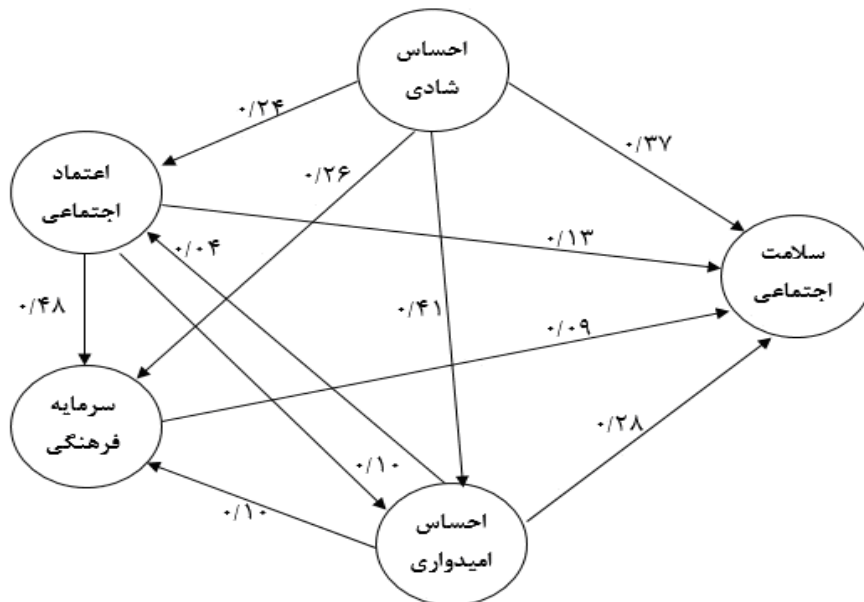 احساس
شادی
۰/۲۴
۰/۳۷
۰/۲۶
اعتماد
اجتماعی
۰/۱۳
۰/۰۴
سلامت
اجتماعی
۰/۴۸
۰/۴۱
۰/۰۹
سرمایه
فرهنگی
۰/۲۸
۰/۱۰
۰/۱۰
احساس
امیدواری